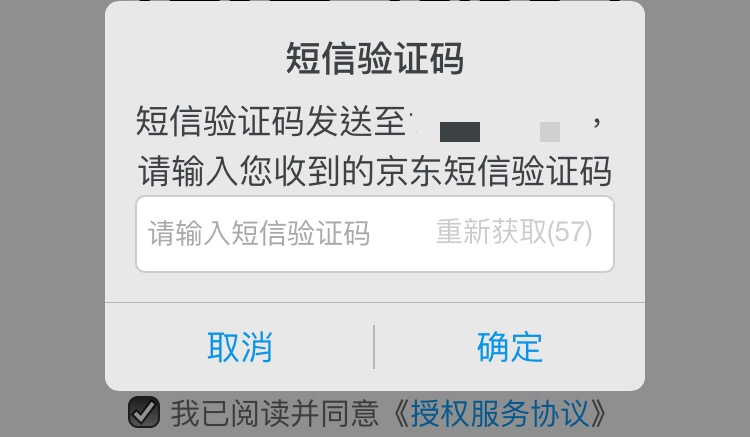 短信验证码
短信验证码发送至 ，
请输入您收到的京东短信验证码
请输入短信验证码 重新获取(57)
取消 确定
我已阅读并同意《授权服务协议》